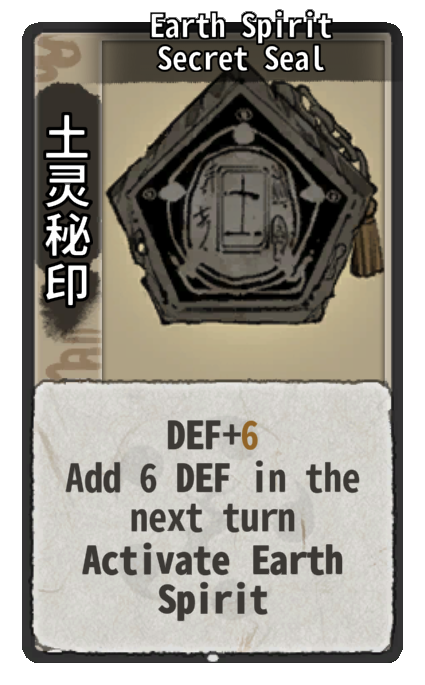 Earth Spirit
Secret Seal
土灵秘印
土
DEF+6
Add 6 DEF in the
next turn
Activate Earth
Spirit